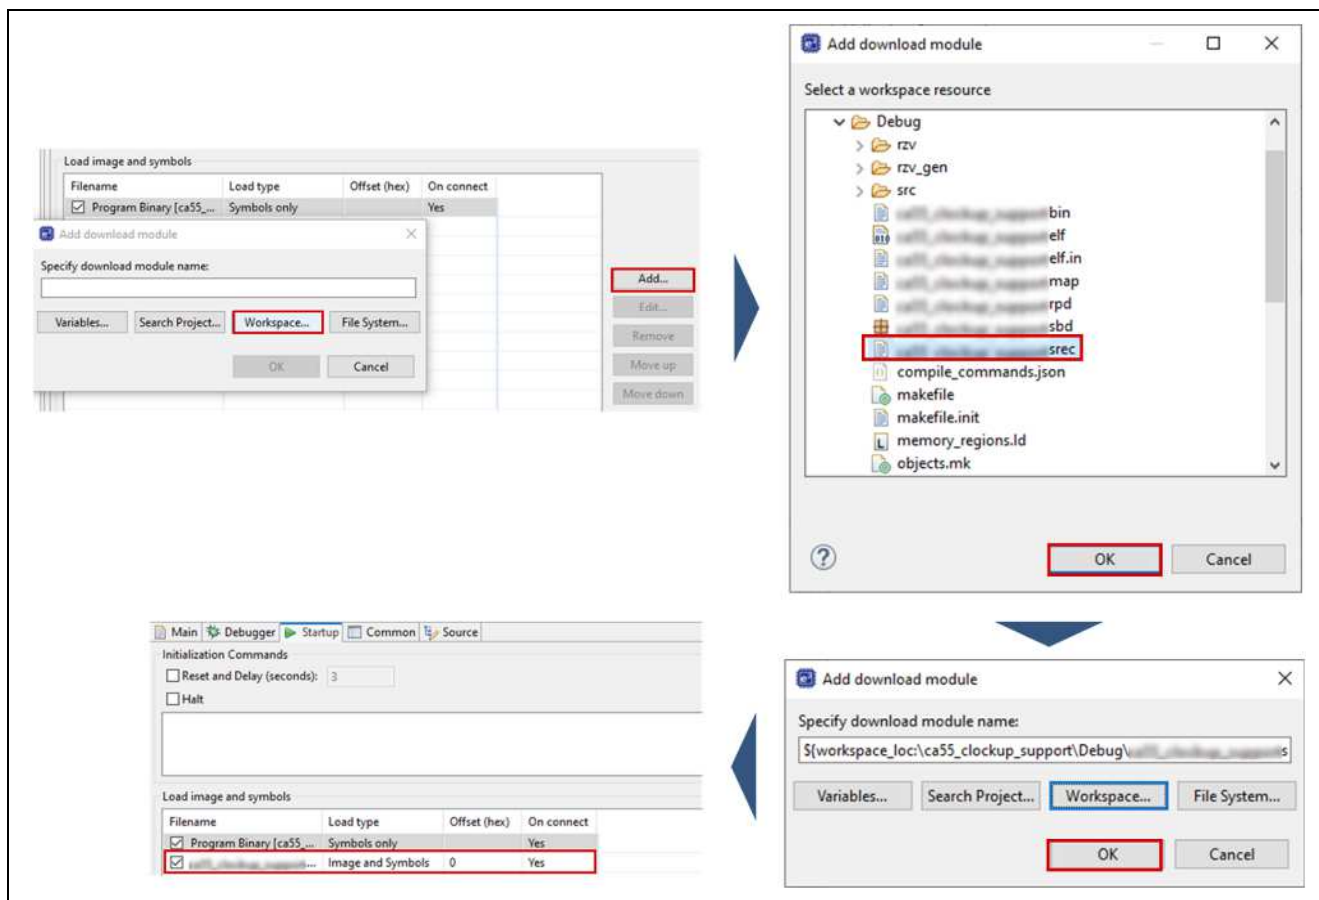 Load image and symbols
Filename Load type Offset (hex) On connect
Program Binary [ca55_... Symbols only Yes
Add download module
Specify download module name:
Variables... Search Project... Workspace... File System...
OK Cancel
Add...
Edit...
Remove
Move up
Move down
Add download module
Select a workspace resource
Debug
rzv
rzv_gen
src
bin
elf
elf.in
map
rpd
sbd
srec
compile_commands.json
makefile
makefile.init
memory_regions.ld
objects.mk
OK Cancel
Add download module
Specify download module name:
${workspace_loc:\ca55_clockup_support\Debug\ s
Variables... Search Project... Workspace... File System...
OK Cancel
Main Debugger Startup Common Source
Initialization Commands
Reset and Delay (seconds): 3
Halt
Load image and symbols
Filename Load type Offset (hex) On connect
Program Binary [ca55_... Symbols only Yes
... Image and Symbols 0 Yes